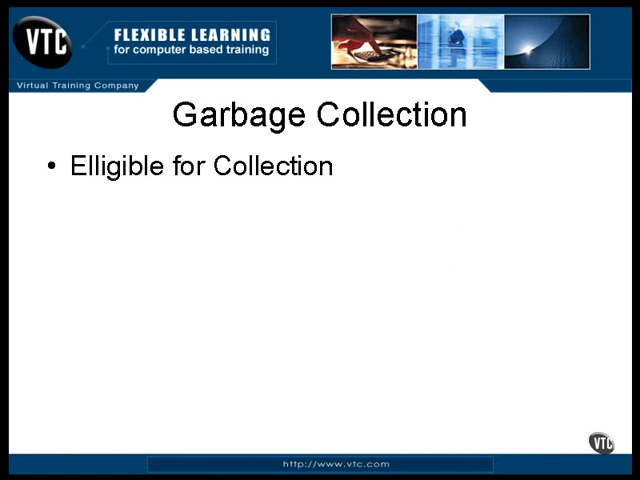 VTC
FLEXIBLE LEARNING
for computer based training
Virtual Training Company
Garbage Collection
• Elligible for Collection
VTC
http://www.vtc.com